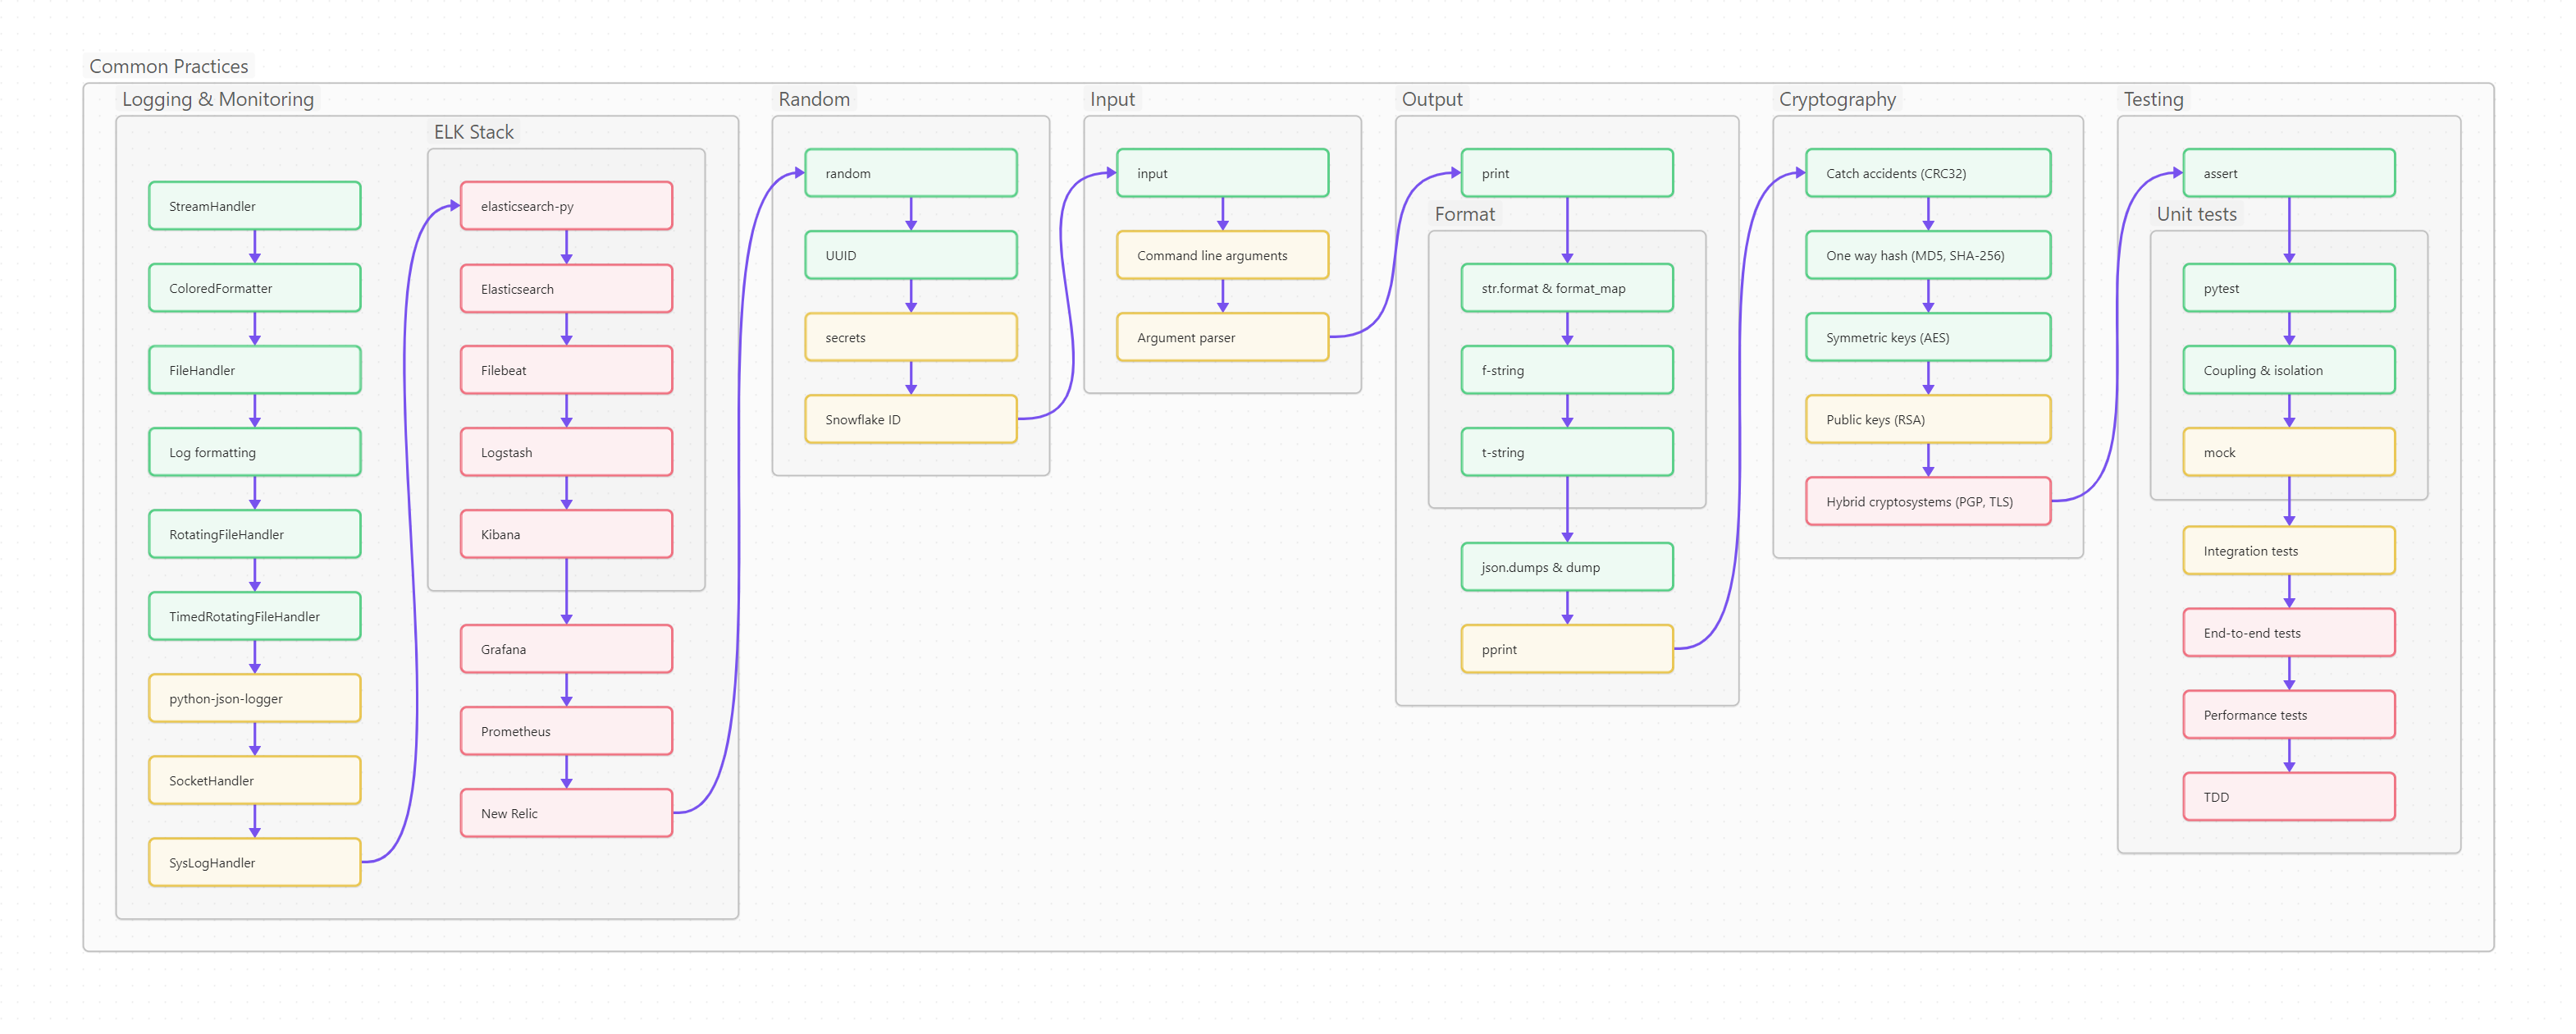 Common Practices
Logging & Monitoring
StreamHandler
ColoredFormatter
FileHandler
Log formatting
RotatingFileHandler
TimedRotatingFileHandler
python-json-logger
SocketHandler
SysLogHandler
ELK Stack
elasticsearch-py
Elasticsearch
Filebeat
Logstash
Kibana
Grafana
Prometheus
New Relic
Random
random
UUID
secrets
Snowflake ID
Input
input
Command line arguments
Argument parser
Output
print
Format
str.format & format_map
f-string
t-string
json.dumps & dump
pprint
Cryptography
Catch accidents (CRC32)
One way hash (MD5, SHA-256)
Symmetric keys (AES)
Public keys (RSA)
Hybrid cryptosystems (PGP, TLS)
Testing
assert
Unit tests
pytest
Coupling & isolation
mock
Integration tests
End-to-end tests
Performance tests
TDD